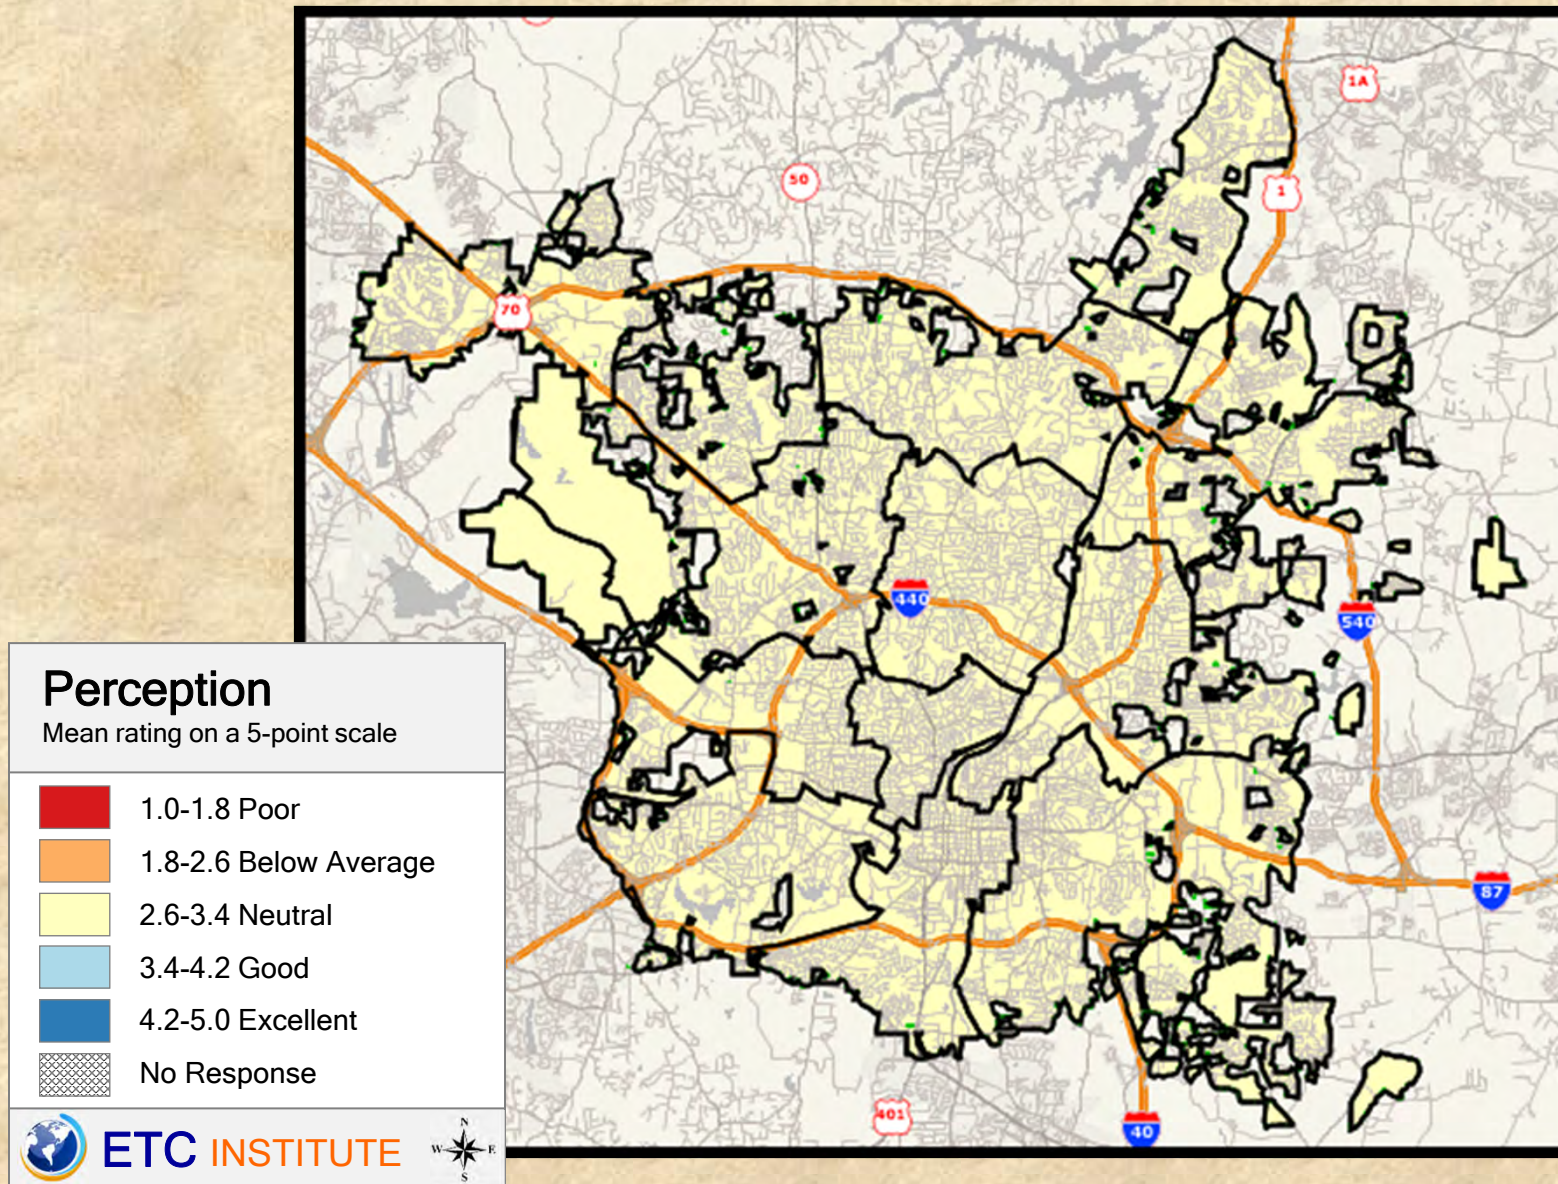 1A
50
1
70
440
540
87
401
40
Perception
Mean rating on a 5-point scale
1.0-1.8 Poor
1.8-2.6 Below Average
2.6-3.4 Neutral
3.4-4.2 Good
4.2-5.0 Excellent
No Response
ETC INSTITUTE
N
W E
S